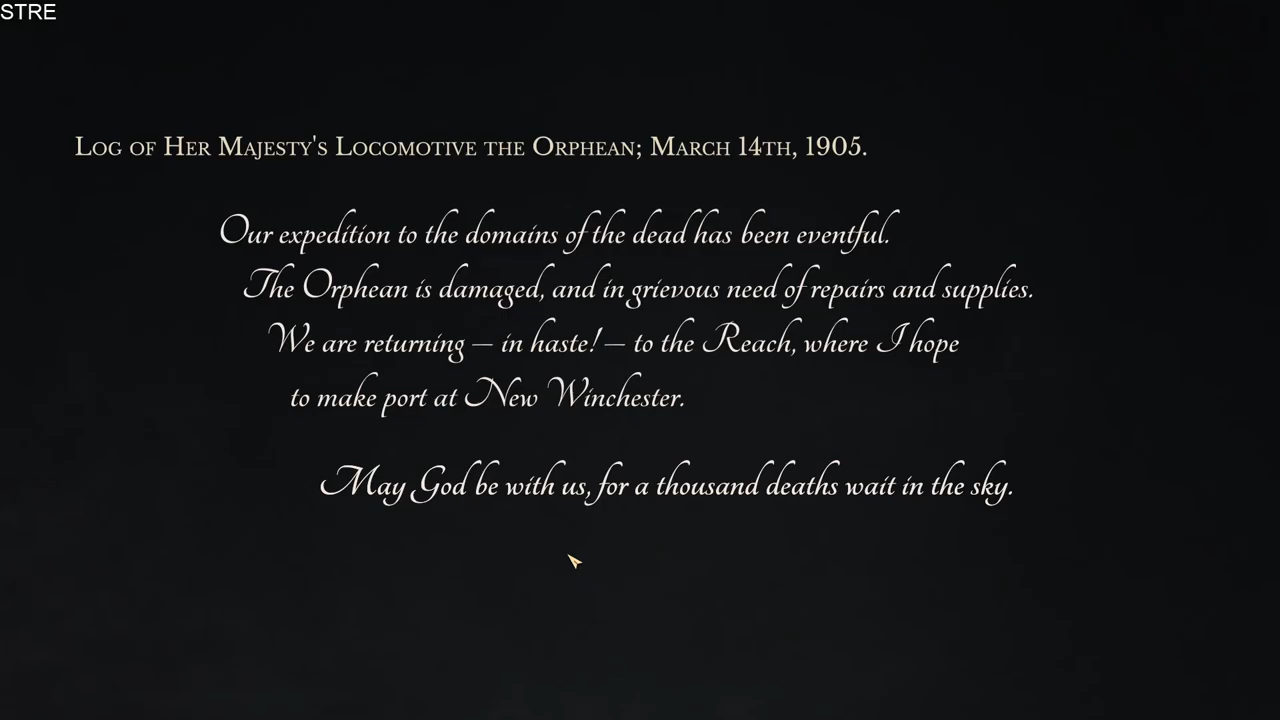 STRE
Log of Her Majesty's Locomotive the Orphean; March 14th, 1905.
Our expedition to the domains of the dead has been eventful.
The Orphean is damaged, and in grievous need of repairs and supplies.
We are returning – in haste! – to the Reach, where I hope
to make port at New Winchester.
May God be with us, for a thousand deaths wait in the sky.